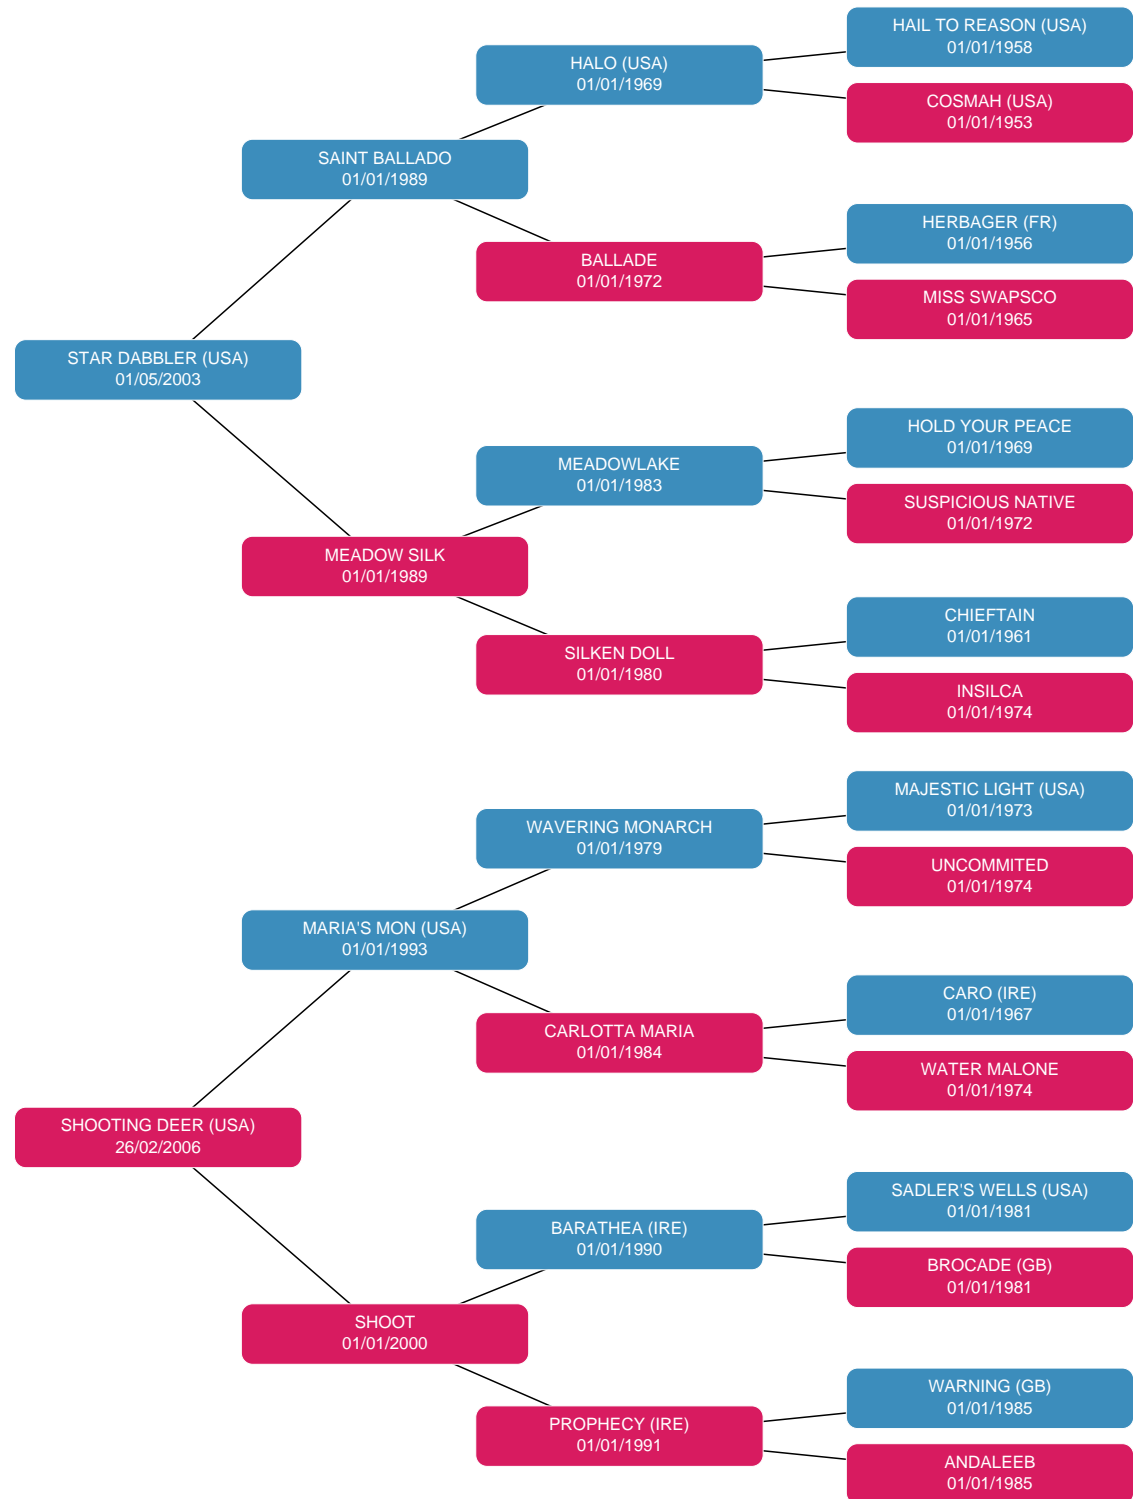 HAIL TO REASON (USA)
01/01/1958
HALO (USA)
01/01/1969
COSMAH (USA)
01/01/1953
SAINT BALLADO
01/01/1989
HERBAGER (FR)
01/01/1956
BALLADE
01/01/1972
MISS SWAPSCO
01/01/1965
STAR DABBLER (USA)
01/05/2003
HOLD YOUR PEACE
01/01/1969
MEADOWLAKE
01/01/1983
SUSPICIOUS NATIVE
01/01/1972
MEADOW SILK
01/01/1989
CHIEFTAIN
01/01/1961
SILKEN DOLL
01/01/1980
INSILCA
01/01/1974
MAJESTIC LIGHT (USA)
01/01/1973
WAVERING MONARCH
01/01/1979
UNCOMMITED
01/01/1974
MARIA'S MON (USA)
01/01/1993
CARO (IRE)
01/01/1967
CARLOTTA MARIA
01/01/1984
WATER MALONE
01/01/1974
SHOOTING DEER (USA)
26/02/2006
SADLER'S WELLS (USA)
01/01/1981
BARATHEA (IRE)
01/01/1990
BROCADE (GB)
01/01/1981
SHOOT
01/01/2000
WARNING (GB)
01/01/1985
PROPHECY (IRE)
01/01/1991
ANDALEEB
01/01/1985